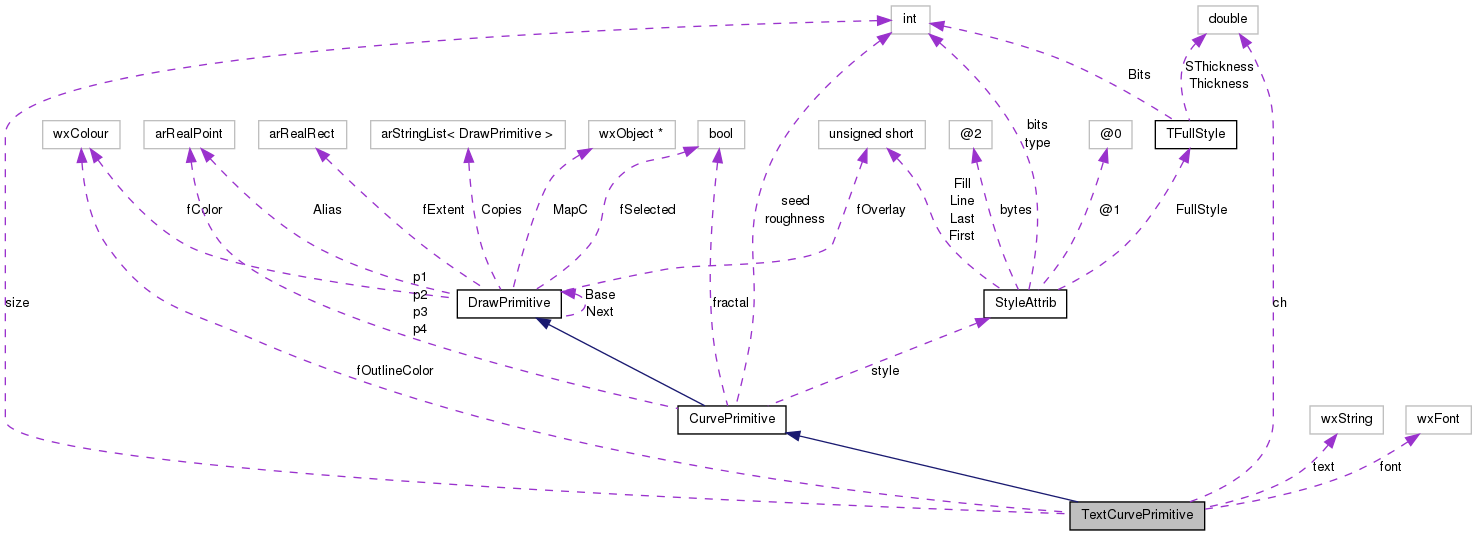 int
double
SThickness
Thickness
Bits
wxColour
arRealPoint
arRealRect
arStringList< DrawPrimitive >
wxObject *
bool
unsigned short
@2
@0
TFullStyle
bits
type
fColor
Alias
fExtent
Copies
MapC
fSelected
seed
roughness
fOverlay
Fill
Line
Last
First
bytes
@1
FullStyle
size
p1
p2
p3
p4
DrawPrimitive
Base
Next
fractal
StyleAttrib
ch
fOutlineColor
style
CurvePrimitive
wxString
wxFont
text
font
TextCurvePrimitive